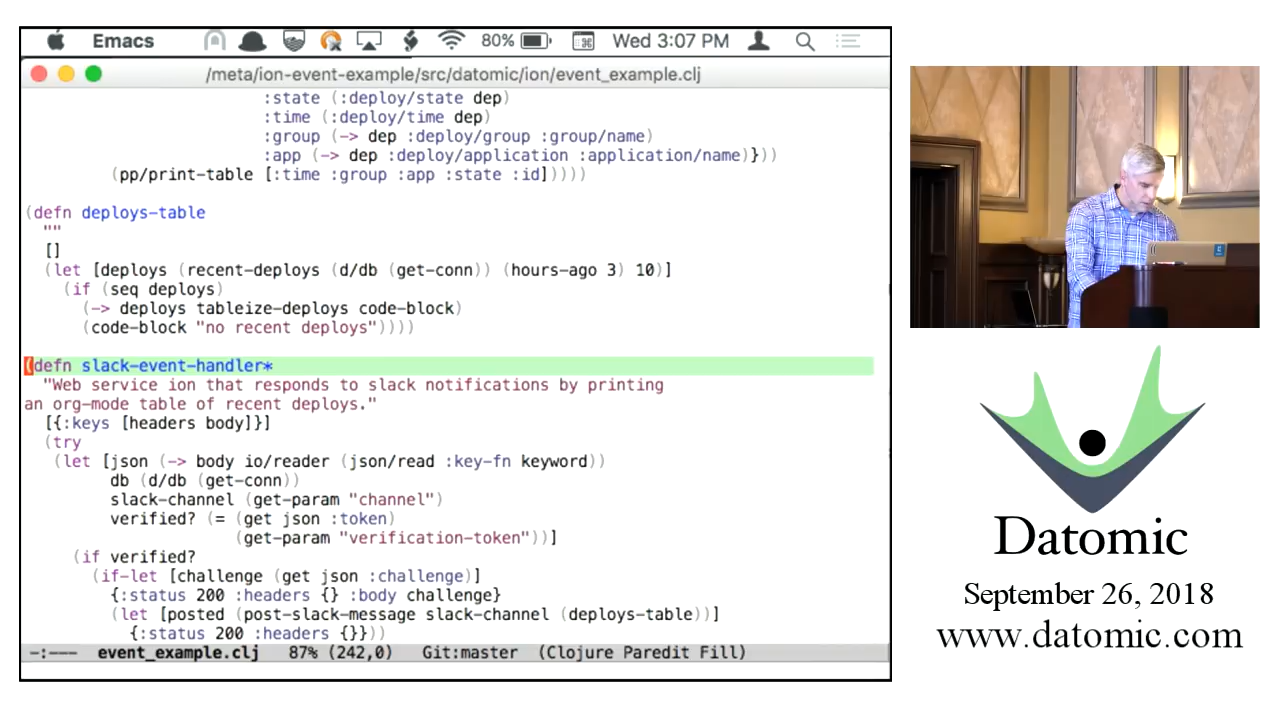 Emacs 80% Wed 3:07 PM
/meta/ion-event-example/src/datomic/ion/event_example.clj
:state (:deploy/state dep)
:time (:deploy/time dep)
:group (-> dep :deploy/group :group/name)
:app (-> dep :deploy/application :application/name)}))
(pp/print-table [:time :group :app :state :id]))))
(defn deploys-table
""
[]
(let [deploys (recent-deploys (d/db (get-conn)) (hours-ago 3) 10)]
(if (seq deploys)
(-> deploys tableize-deploys code-block)
(code-block "no recent deploys"))))
(defn slack-event-handler*
"Web service ion that responds to slack notifications by printing
an org-mode table of recent deploys."
[{:keys [headers body]}]
(try
(let [json (-> body io/reader (json/read :key-fn keyword))
db (d/db (get-conn))
slack-channel (get-param "channel")
verified? (= (get json :token)
(get-param "verification-token"))]
(if verified?
(if-let [challenge (get json :challenge)]
{:status 200 :headers {} :body challenge}
(let [posted (post-slack-message slack-channel (deploys-table))]
{:status 200 :headers {}}))
-:--- event_example.clj 87% (242,0) Git:master (Clojure Paredit Fill)
Datomic
September 26, 2018
www.datomic.com